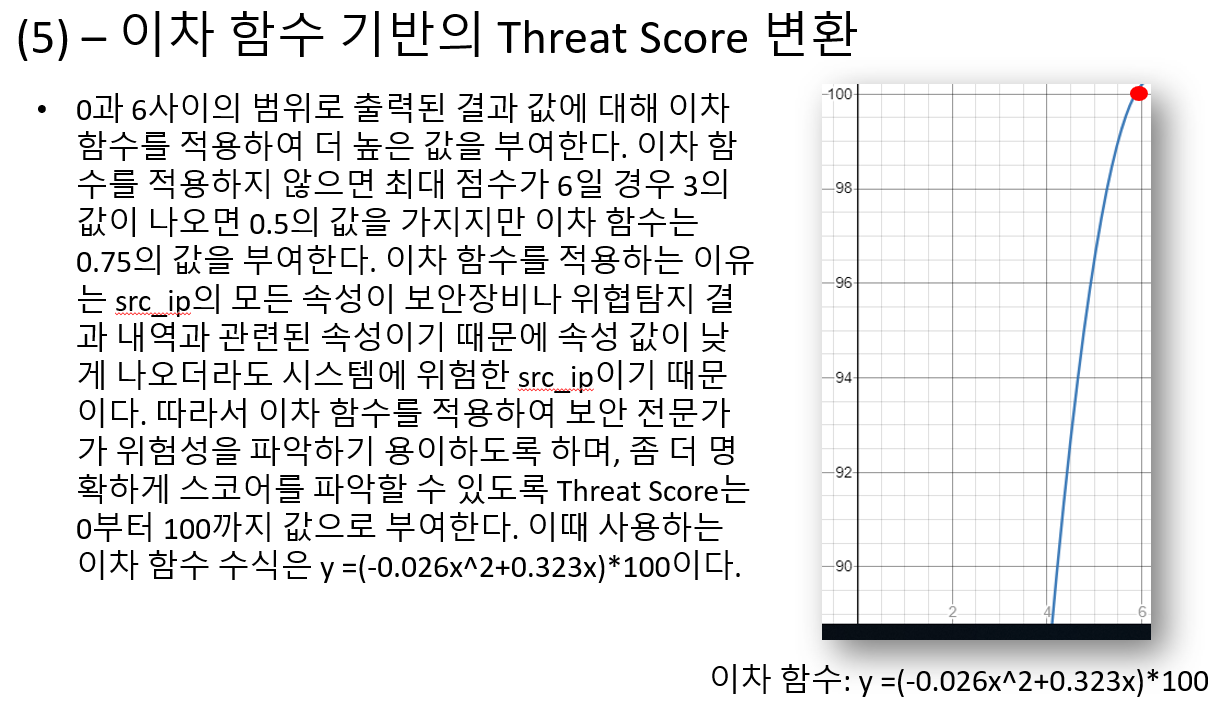 (5) – 이차 함수 기반의 Threat Score 변환
• 0과 6사이의 범위로 출력된 결과 값에 대해 이차
함수를 적용하여 더 높은 값을 부여한다. 이차 함
수를 적용하지 않으면 최대 점수가 6일 경우 3의
값이 나오면 0.5의 값을 가지지만 이차 함수는
0.75의 값을 부여한다. 이차 함수를 적용하는 이유
는 src_ip의 모든 속성이 보안장비나 위협탐지 결
과 내역과 관련된 속성이기 때문에 속성 값이 낮
게 나오더라도 시스템에 위험한 src_ip이기 때문
이다. 따라서 이차 함수를 적용하여 보안 전문가
가 위험성을 파악하기 용이하도록 하며, 좀 더 명
확하게 스코어를 파악할 수 있도록 Threat Score는
0부터 100까지 값으로 부여한다. 이때 사용하는
이차 함수 수식은 y =(-0.026x^2+0.323x)*100이다.
100
98
96
94
92
90
2 4 6
이차 함수: y =(-0.026x^2+0.323x)*100